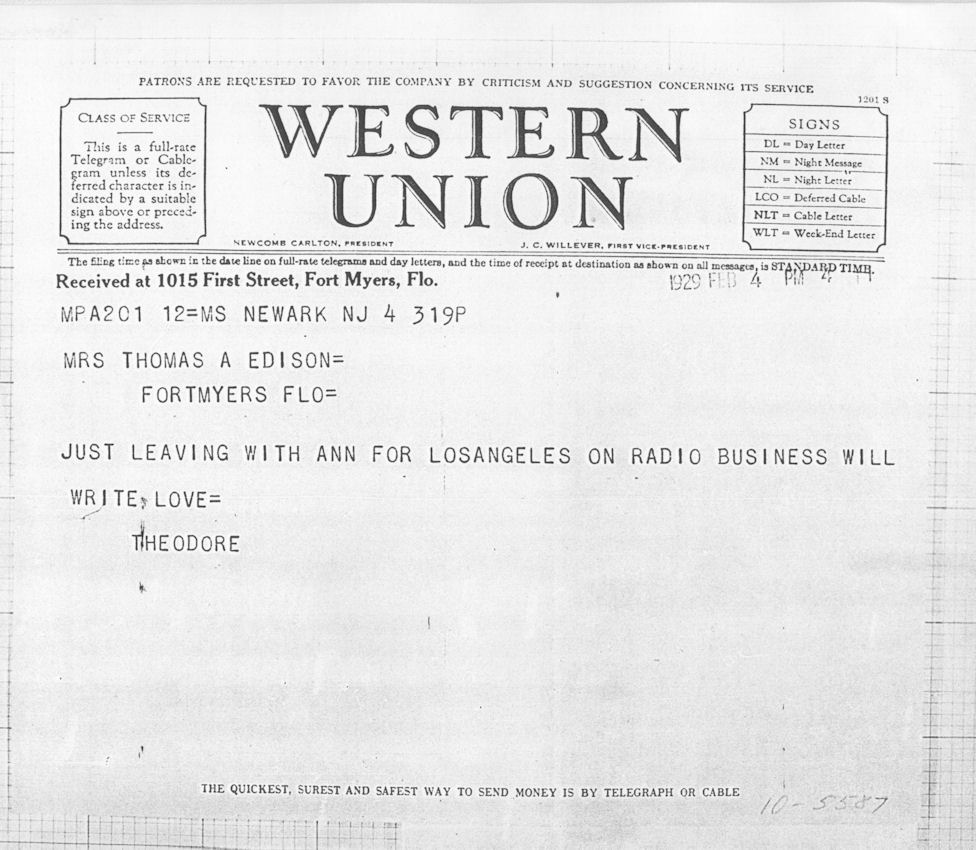 PATRONS ARE REQUESTED TO FAVOR THE COMPANY BY CRITICISM AND SUGGESTION CONCERNING ITS SERVICE
1201 S
CLASS OF SERVICE
This is a full-rate
Telegram or Cable-
gram unless its de-
ferred character is in-
dicated by a suitable
sign above or preced-
ing the address.
WESTERN
UNION
NEWCOMB CARLTON, PRESIDENT
J. C. WILLEVER, FIRST VICE-PRESIDENT
SIGNS
DL = Day Letter
NM = Night Message
NL = Night Letter
LCO = Deferred Cable
NLT = Cable Letter
WLT = Week-End Letter
The filing time as shown in the date line on full-rate telegrams and day letters, and the time of receipt at destination as shown on all messages, is STANDARD TIME.
Received at 1015 First Street, Fort Myers, Flo.
1929 FEB 4 PM 4
MPA201 12=MS NEWARK NJ 4 319P
MRS THOMAS A EDISON=
FORTMYERS FLO=
JUST LEAVING WITH ANN FOR LOSANGELES ON RADIO BUSINESS WILL
WRITE LOVE=
THEODORE
THE QUICKEST, SUREST AND SAFEST WAY TO SEND MONEY IS BY TELEGRAPH OR CABLE
10-5587